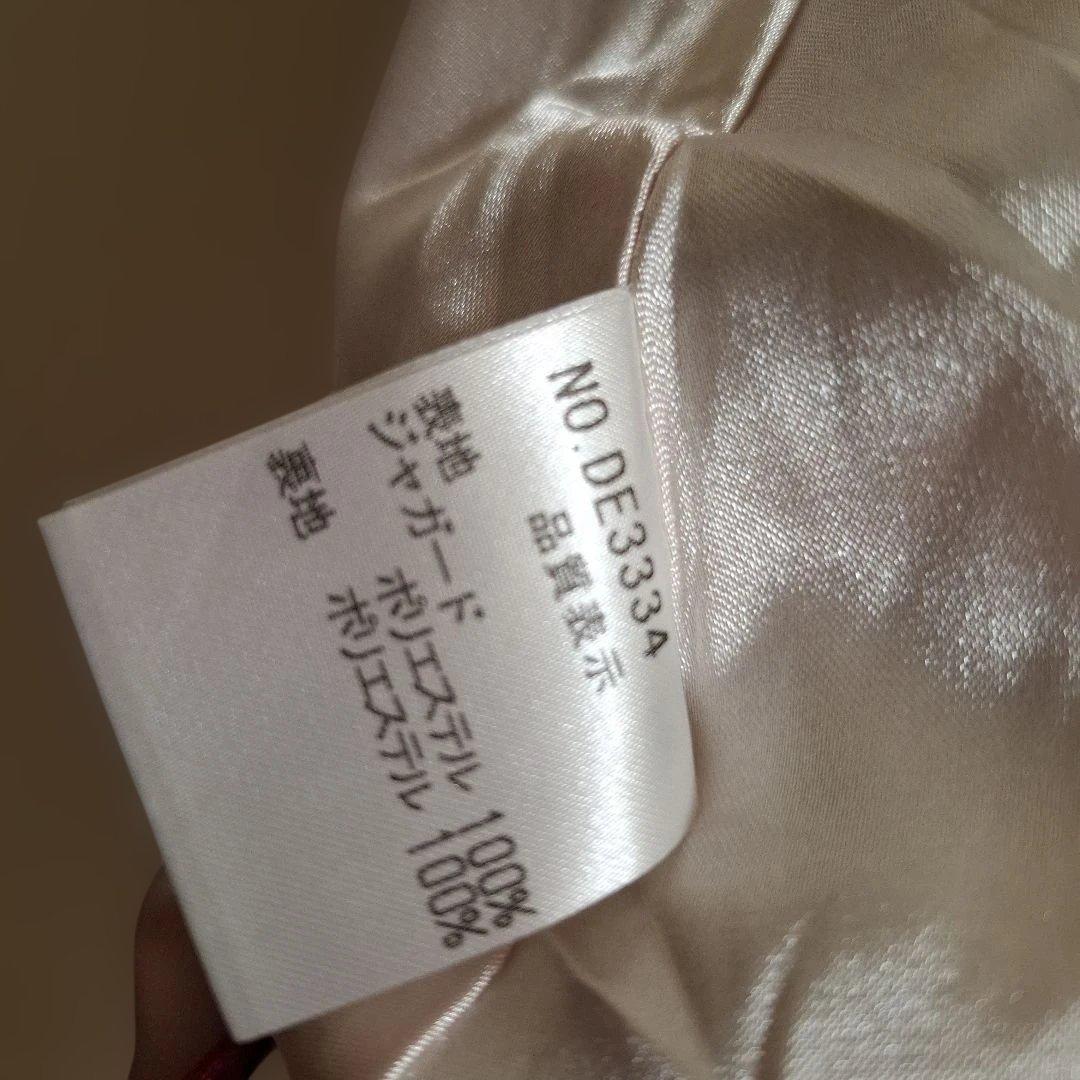 NO.DE3334
品質表示
表地
ジャガード
ポリエステル 100%
裏地 ポリエステル 100%